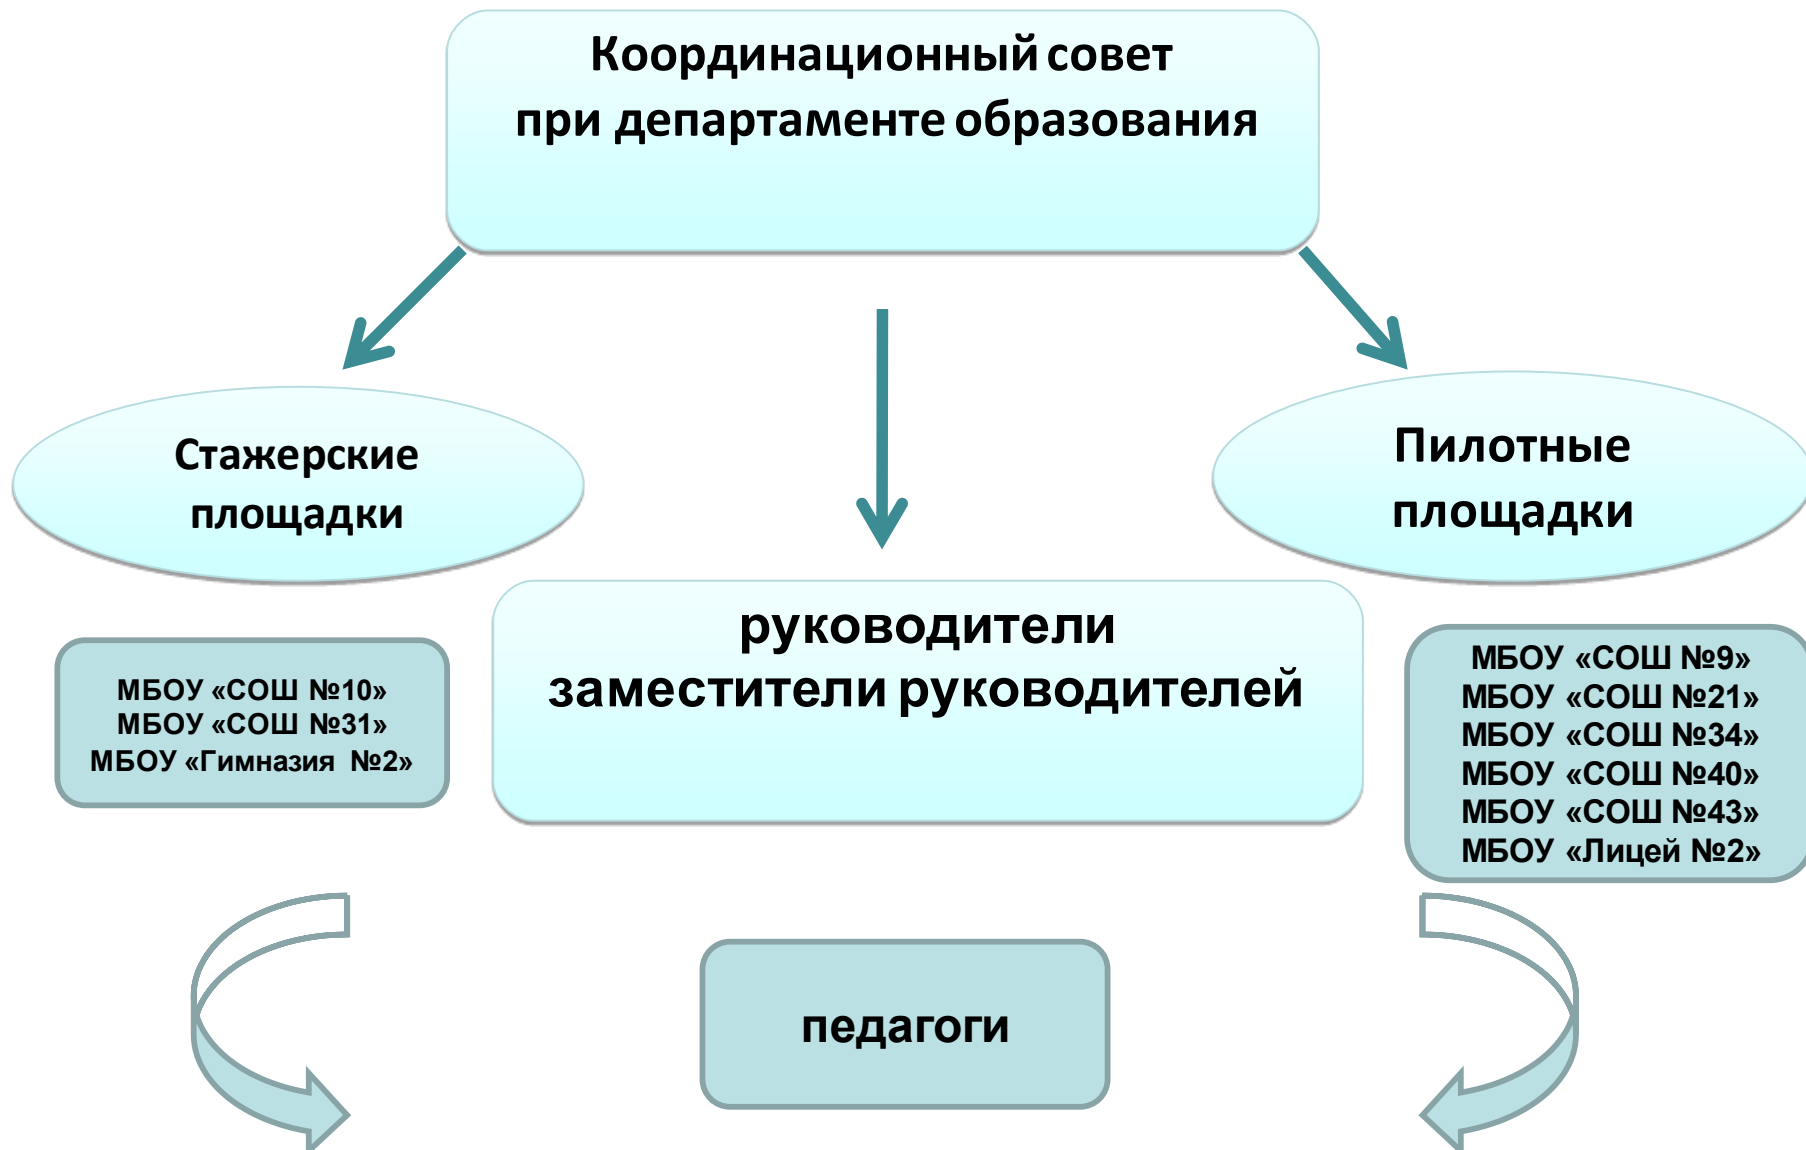 Координационный совет
при департаменте образования
Стажерские
площадки
Пилотные
площадки
руководители
заместители руководителей
МБОУ «СОШ №10»
МБОУ «СОШ №31»
МБОУ «Гимназия №2»
МБОУ «СОШ №9»
МБОУ «СОШ №21»
МБОУ «СОШ №34»
МБОУ «СОШ №40»
МБОУ «СОШ №43»
МБОУ «Лицей №2»
педагоги